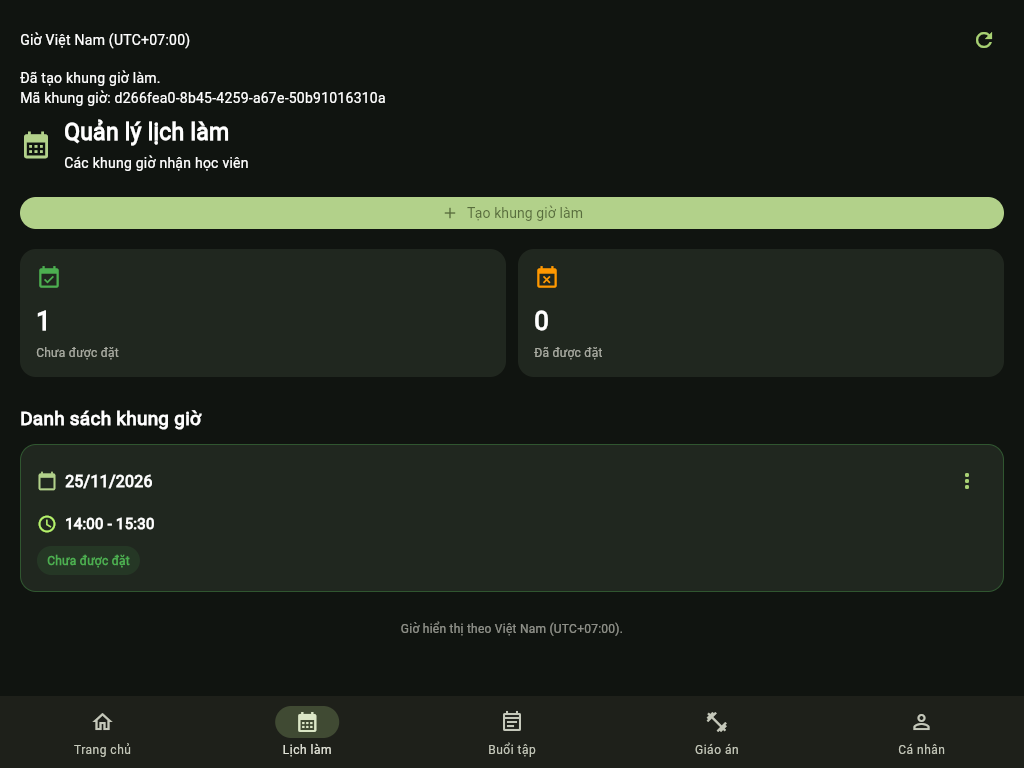 Giờ Việt Nam (UTC+07:00)
Đã tạo khung giờ làm.
Mã khung giờ: d266fea0-8b45-4259-a67e-50b91016310a
Quản lý lịch làm
Các khung giờ nhận học viên
Tạo khung giờ làm
1
Chưa được đặt
0
Đã được đặt
Danh sách khung giờ
25/11/2026
14:00 - 15:30
Chưa được đặt
Giờ hiển thị theo Việt Nam (UTC+07:00).
Trang chủ
Lịch làm
Buổi tập
Giáo án
Cá nhân